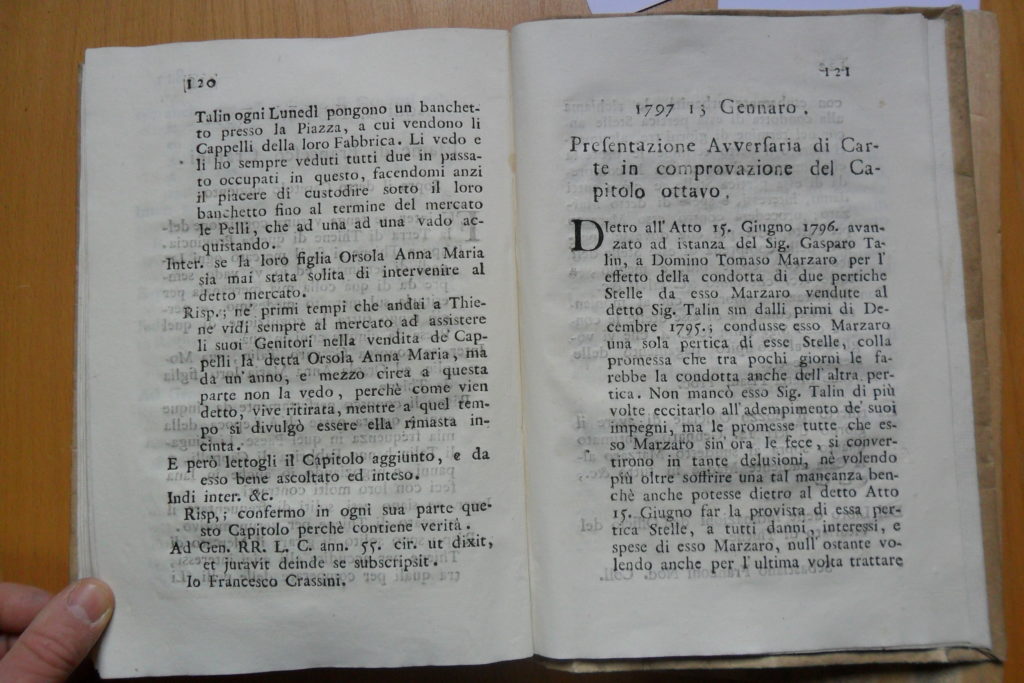 120
Talin ogni Lunedì pongono un banchet-
to presso la Piazza, a cui vendono li
Cappelli della loro Fabbrica. Li vedo e
li ho sempre veduti tutti due in passa-
to occupati in questo, facendomi anzi
il piacere di custodire sotto il loro
banchetto fino al termine del mercato
le Pelli, che ad una ad una vado ac-
quistando.
Inter. se la loro figlia Orsola Anna Maria
sia mai stata solita di intervenire al
detto mercato.
Risp.; ne' primi tempi che andai a Thie-
ne vidi sempre al mercato ad assistere
li suoi Genitori nella vendita de' Cap-
pelli la detta Orsola Anna Maria, ma
da un' anno, e mezzo circa a questa
parte non la vedo, perchè come vien
detto, vive ritirata, mentre a quel tem-
po si divulgò essere ella rimasta in-
cinta.
E però lettogli il Capitolo aggiunto, e da
esso bene ascoltato ed inteso.
Indi inter. &c.
Risp,; confermo in ogni sua parte que-
sto Capitolo perchè contiene verità.
Ad Gen. RR. L. C. ann. 55. cir. ut dixit,
et juravit deinde se subscripsit.
Io Francesco Crassini.
121
1797 13 Gennaro.
Presentazione Avversaria di Car-
te in comprovazione del Ca-
pitolo ottavo.
DIetro all' Atto 15. Giugno 1796. avan-
zato ad istanza del Sig. Gasparo Ta-
lin, a Domino Tomaso Marzaro per l'
effetto della condotta di due pertiche
Stelle da esso Marzaro vendute al
detto Sig. Talin sin dalli primi di De-
cembre 1795.; condusse esso Marzaro
una sola pertica di esse Stelle, colla
promessa che tra pochi giorni le fa-
rebbe la condotta anche dell' altra per-
tica. Non mancò esso Sig. Talin di più
volte eccitarlo all' adempimento de' suoi
impegni, ma le promesse tutte che es-
so Marzaro sin' ora le fece, si conver-
tirono in tante delusioni, nè volendo
più oltre soffrire una tal mancanza ben-
chè anche potesse dietro al detto Atto
15. Giugno far la provista di essa per-
tica Stelle, a tutti danni, interessi, e
spese di esso Marzaro, null' ostante vo-
lendo anche per l' ultima volta trattare